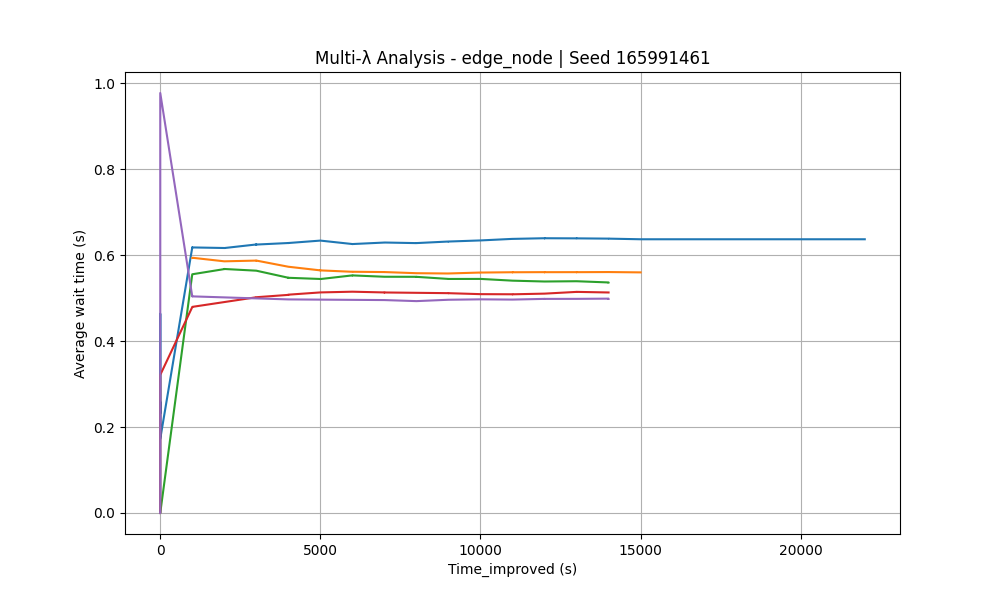 Multi-λ Analysis - edge_node | Seed 165991461
1.0
0.8
0.6
0.4
0.2
0.0
Average wait time (s)
0 5000 10000 15000 20000
Time_improved (s)